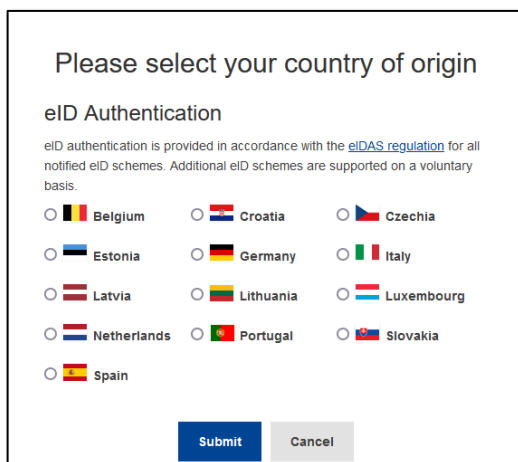 Please select your country of origin
eID Authentication
eID authentication is provided in accordance with the eIDAS regulation for all
notified eID schemes. Additional eID schemes are supported on a voluntary
basis.
Belgium Croatia Czechia
Estonia Germany Italy
Latvia Lithuania Luxembourg
Netherlands Portugal Slovakia
Spain
Submit Cancel